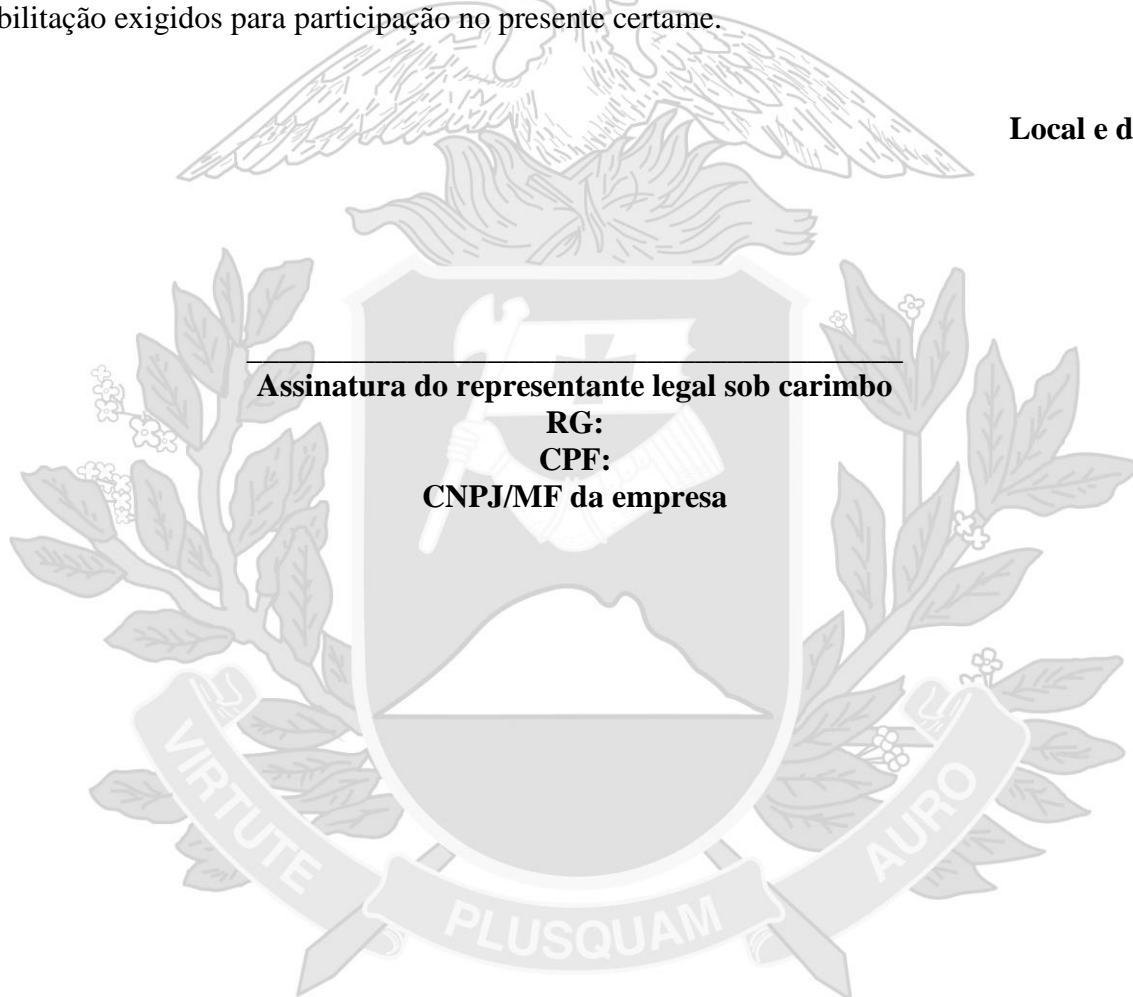 bilitação exigidos para participação no presente certame.
Local e d
Assinatura do representante legal sob carimbo
RG:
CPF:
CNPJ/MF da empresa
VIRTUTE
PLUSQUAM
AURO